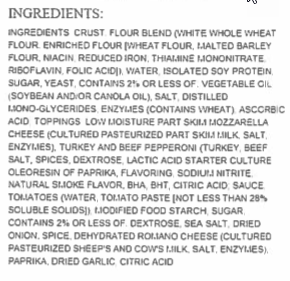 INGREDIENTS:
INGREDIENTS: CRUST. FLOUR BLEND (WHITE WHOLE WHEAT
FLOUR, ENRICHED FLOUR [WHEAT FLOUR, MALTED BARLEY
FLOUR, NIACIN, REDUCED IRON, THIAMINE MONONITRATE,
RIBOFLAVIN, FOLIC ACID]), WATER, ISOLATED SOY PROTEIN,
SUGAR, YEAST, CONTAINS 2% OR LESS OF, VEGETABLE OIL
(SOYBEAN AND/OR CANOLA OIL), SALT, DISTILLED
MONO-GLYCERIDES, ENZYMES (CONTAINS WHEAT), ASCORBIC
ACID, TOPPINGS. LOW MOISTURE PART SKIM MOZZARELLA
CHEESE (CULTURED PASTEURIZED PART SKIM MILK, SALT,
ENZYMES), TURKEY AND BEEF PEPPERONI (TURKEY, BEEF
SALT, SPICES, DEXTROSE, LACTIC ACID STARTER CULTURE
OLEORESIN OF PAPRIKA, FLAVORING, SODIUM NITRITE,
NATURAL SMOKE FLAVOR, BHA, BHT, CITRIC ACID, SAUCE.
TOMATOES (WATER, TOMATO PASTE [NOT LESS THAN 28%
SOLUBLE SOLIDS]), MODIFIED FOOD STARCH, SUGAR,
CONTAINS 2% OR LESS OF, DEXTROSE, SEA SALT, DRIED
ONION, SPICE, DEHYDRATED ROMANO CHEESE (CULTURED
PASTEURIZED SHEEP'S AND COW'S MILK, SALT, ENZYMES),
PAPRIKA, DRIED GARLIC, CITRIC ACID